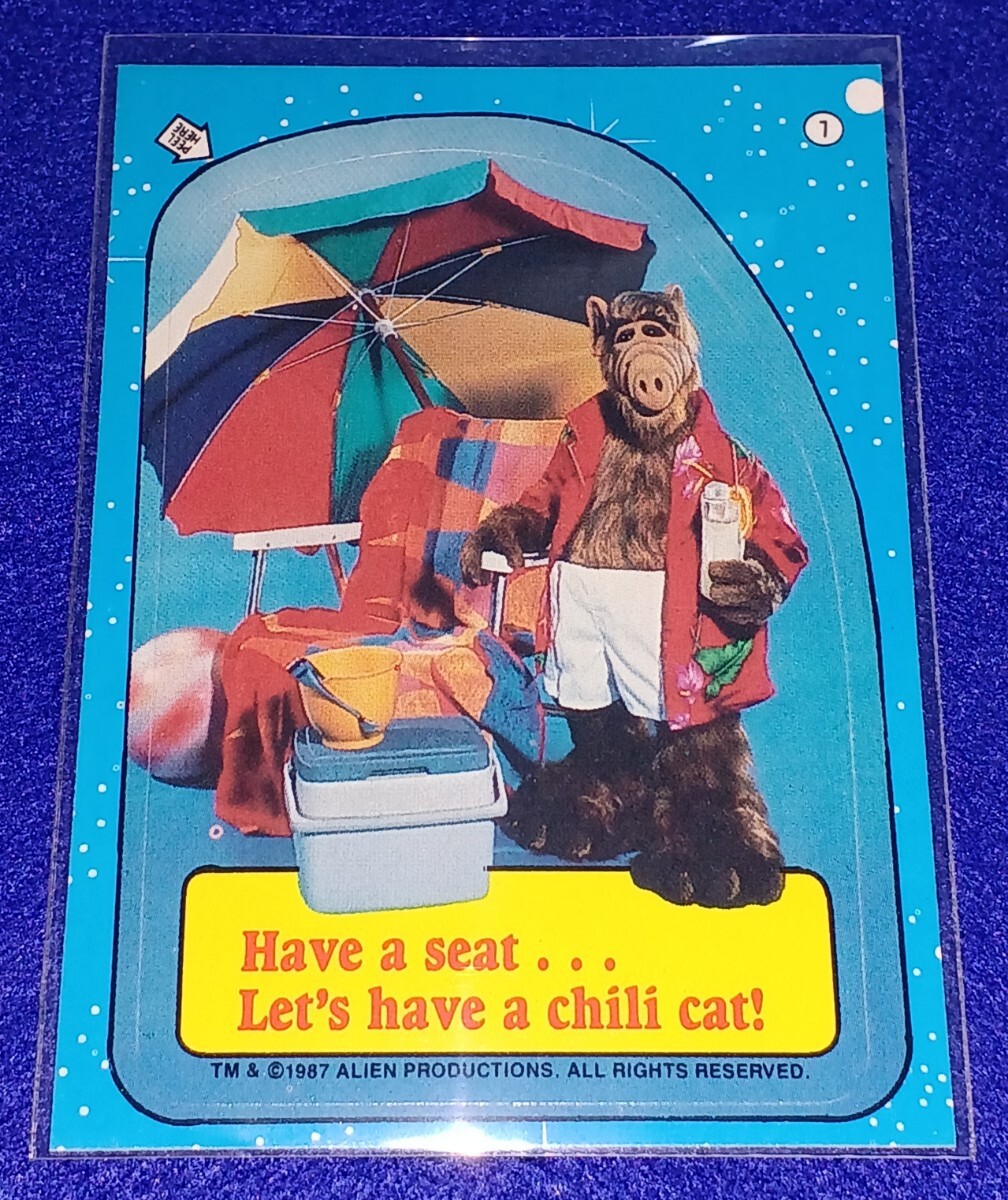 PEEL
HERE
1
Have a seat . . .
Let's have a chili cat!
TM & ©1987 ALIEN PRODUCTIONS. ALL RIGHTS RESERVED.